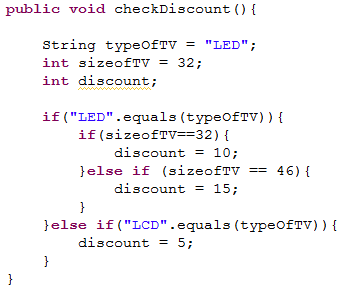 public void checkDiscount(){
String typeOfTV = "LED";
int sizeofTV = 32;
int discount;
if("LED".equals(typeOfTV)){
if(sizeofTV==32){
discount = 10;
}else if (sizeofTV == 46){
discount = 15;
}
}else if("LCD".equals(typeOfTV)){
discount = 5;
}
}